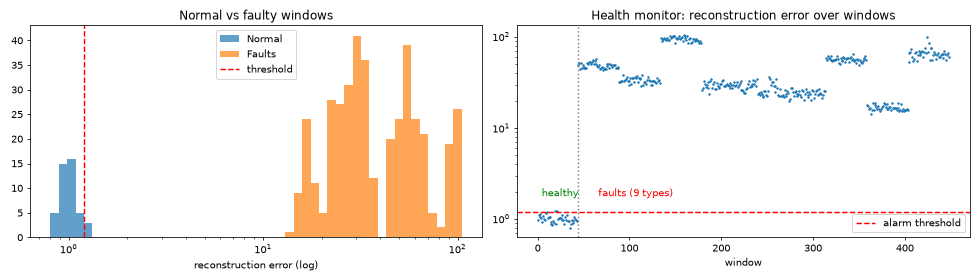 Normal vs faulty windows
40
35
30
25
20
15
10
5
0
Normal
Faults
threshold
10⁰
10¹
10²
reconstruction error (log)
Health monitor: reconstruction error over windows
10²
10¹
10⁰
healthy
faults (9 types)
alarm threshold
0
100
200
300
400
window